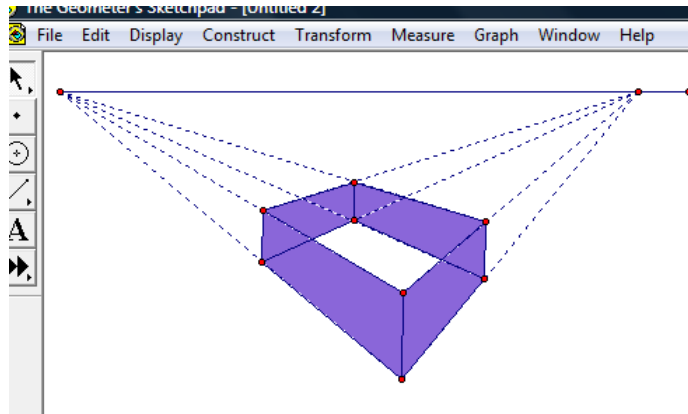 The Geometer's Sketchpad - [Untitled 2]
File Edit Display Construct Transform Measure Graph Window Help
A